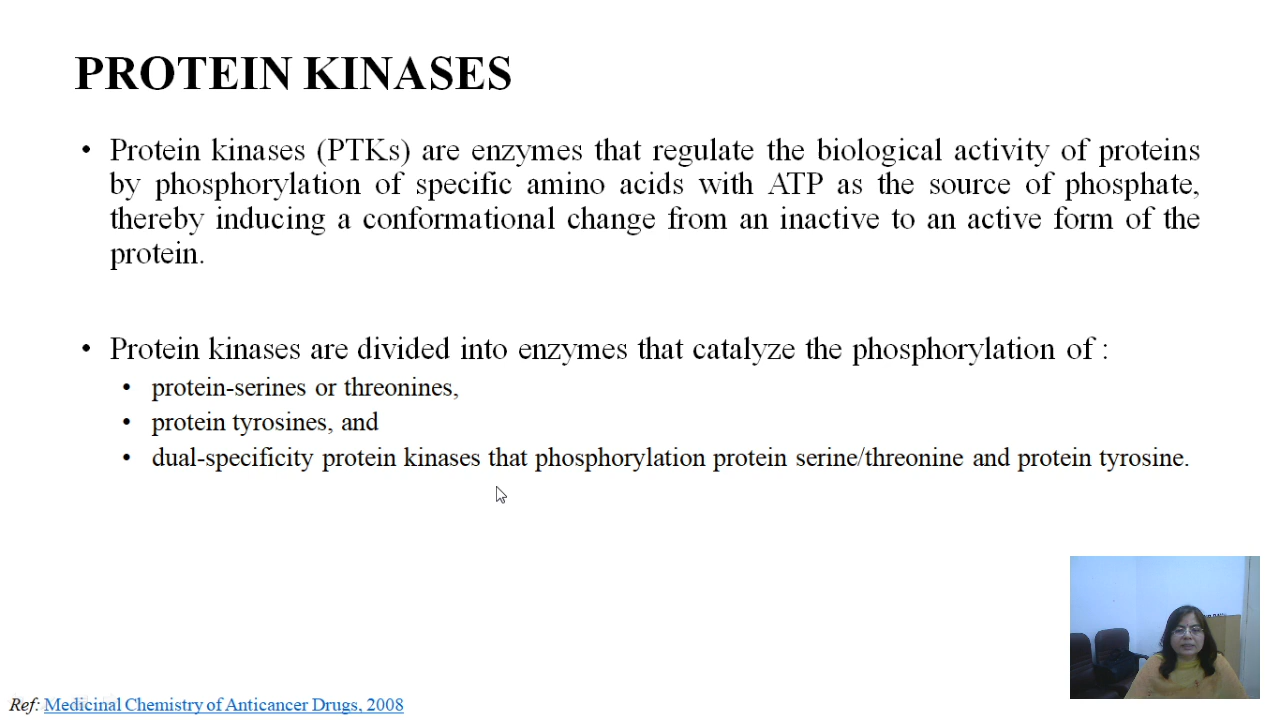 PROTEIN KINASES
• Protein kinases (PTKs) are enzymes that regulate the biological activity of proteins
by phosphorylation of specific amino acids with ATP as the source of phosphate,
thereby inducing a conformational change from an inactive to an active form of the
protein.
• Protein kinases are divided into enzymes that catalyze the phosphorylation of :
• protein-serines or threonines,
• protein tyrosines, and
• dual-specificity protein kinases that phosphorylation protein serine/threonine and protein tyrosine.
Ref: Medicinal Chemistry of Anticancer Drugs, 2008